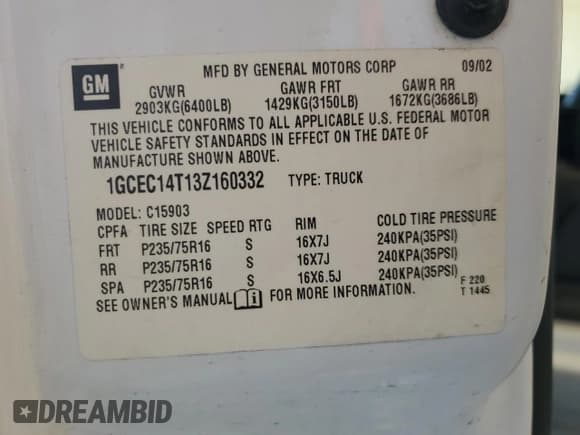 GM
MFD BY GENERAL MOTORS CORP 09/02
GVWR GAWR FRT GAWR RR
2903KG(6400LB) 1429KG(3150LB) 1672KG(3686LB)
THIS VEHICLE CONFORMS TO ALL APPLICABLE U.S. FEDERAL MOTOR
VEHICLE SAFETY STANDARDS IN EFFECT ON THE DATE OF
MANUFACTURE SHOWN ABOVE.
1GCEC14T13Z160332 TYPE: TRUCK
MODEL: C15903
CPFA TIRE SIZE SPEED RTG RIM COLD TIRE PRESSURE
FRT P235/75R16 S 16X7J 240KPA(35PSI)
RR P235/75R16 S 16X7J 240KPA(35PSI)
SPA P235/75R16 S 16X6.5J 240KPA(35PSI)
SEE OWNER'S MANUAL i FOR MORE INFORMATION.
F 220
T 1445
DREAMBID